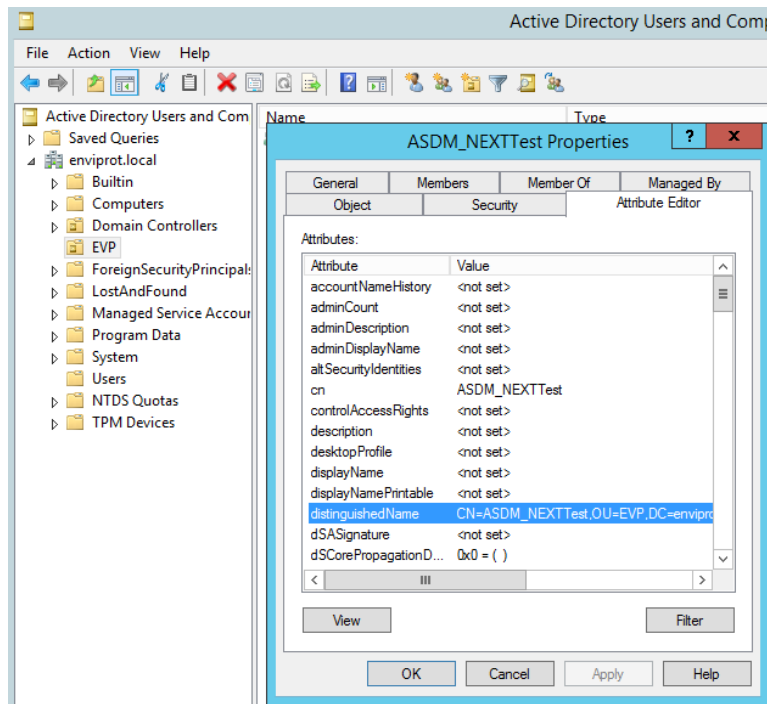 Active Directory Users and Comp
File Action View Help
Active Directory Users and Com
Saved Queries
enviprot.local
Builtin
Computers
Domain Controllers
EVP
ForeignSecurityPrincipals
LostAndFound
Managed Service Accour
Program Data
System
Users
NTDS Quotas
TPM Devices
Name Type
ASDM_NEXTTest Properties ? x
General Members Member Of Managed By
Object Security Attribute Editor
Attributes:
Attribute Value
accountNameHistory <not set>
adminCount <not set>
adminDescription <not set>
adminDisplayName <not set>
altSecurityIdentities <not set>
cn ASDM_NEXTTest
controlAccessRights <not set>
description <not set>
desktopProfile <not set>
displayName <not set>
displayNamePrintable <not set>
distinguishedName CN=ASDM_NEXTTest,OU=EVP,DC=enviprc
dSASignature <not set>
dSCorePropagationD... 0x0 = ( )
View Filter
OK Cancel Apply Help